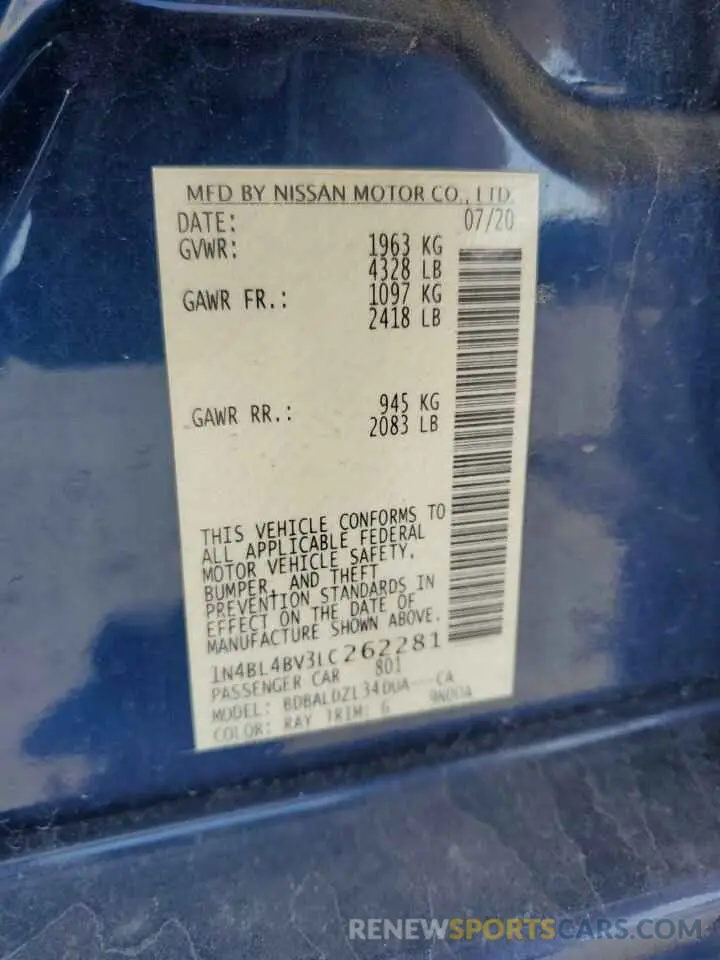 MFD BY NISSAN MOTOR CO., LTD.
DATE: 07/20
GVWR: 1963 KG
4328 LB
GAWR FR.: 1097 KG
2418 LB
GAWR RR.: 945 KG
2083 LB
THIS VEHICLE CONFORMS TO
ALL APPLICABLE FEDERAL
MOTOR VEHICLE SAFETY,
BUMPER, AND THEFT
PREVENTION STANDARDS IN
EFFECT ON THE DATE OF
MANUFACTURE SHOWN ABOVE.
1N4BL4BV3LC262281
PASSENGER CAR 801
MODEL: BDBALDZL34DUA---CA
COLOR: RAY TRIM: G
RENEWSPORTSCARS.COM